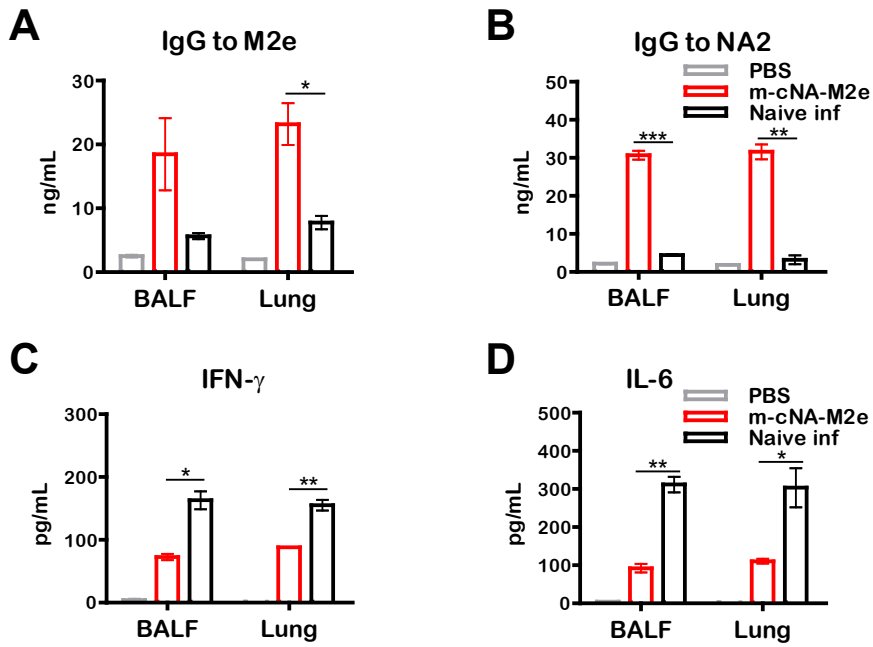 A
IgG to M2e
ng/mL
30
20
10
0
*
BALF
Lung
B
IgG to NA2
PBS
m-cNA-M2e
Naive inf
ng/mL
50
40
30
20
10
0
***
**
BALF
Lung
C
IFN-γ
pg/mL
300
200
100
0
*
**
BALF
Lung
D
IL-6
PBS
m-cNA-M2e
Naive inf
pg/mL
500
400
300
200
100
0
**
*
BALF
Lung